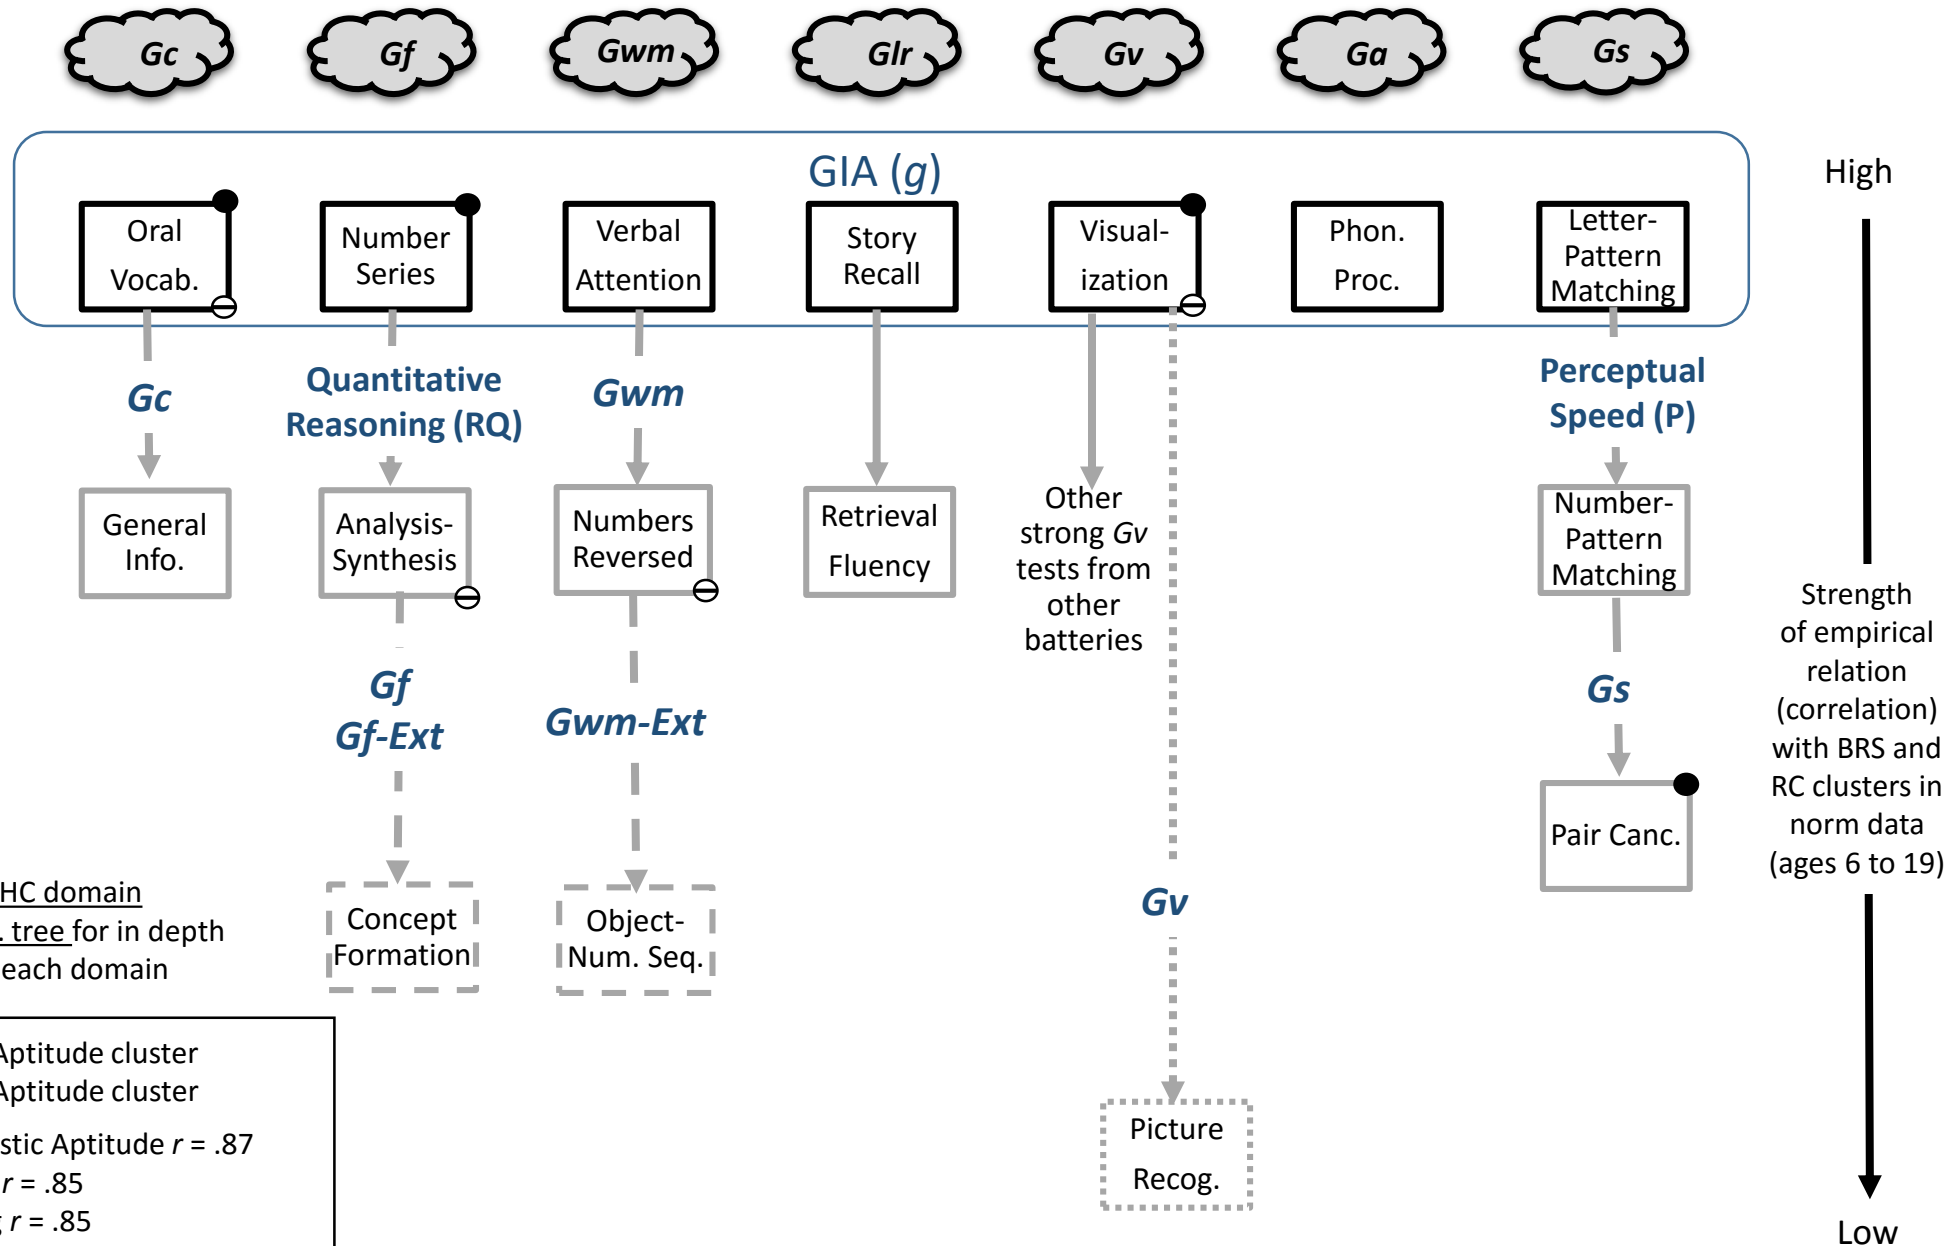 Gc
Gf
Gwm
Glr
Gv
Ga
Gs
GIA (g)
High
Oral
Vocab.
Number
Series
Verbal
Attention
Story
Recall
Visual-
ization
Phon.
Proc.
Letter-
Pattern
Matching
Gc
Quantitative
Reasoning (RQ)
Gwm
Perceptual
Speed (P)
General
Info.
Analysis-
Synthesis
Numbers
Reversed
Retrieval
Fluency
Other
strong Gv
tests from
other
batteries
Number-
Pattern
Matching
Strength
of empirical
relation
(correlation)
with BRS and
RC clusters in
norm data
(ages 6 to 19)
Gf
Gf-Ext
Gwm-Ext
Gs
Pair Canc.
Gv
HC domain
. tree for in depth
each domain
Concept
Formation
Object-
Num. Seq.
Aptitude cluster
Aptitude cluster
stic Aptitude r = .87
r = .85
g r = .85
Picture
Recog.
Low